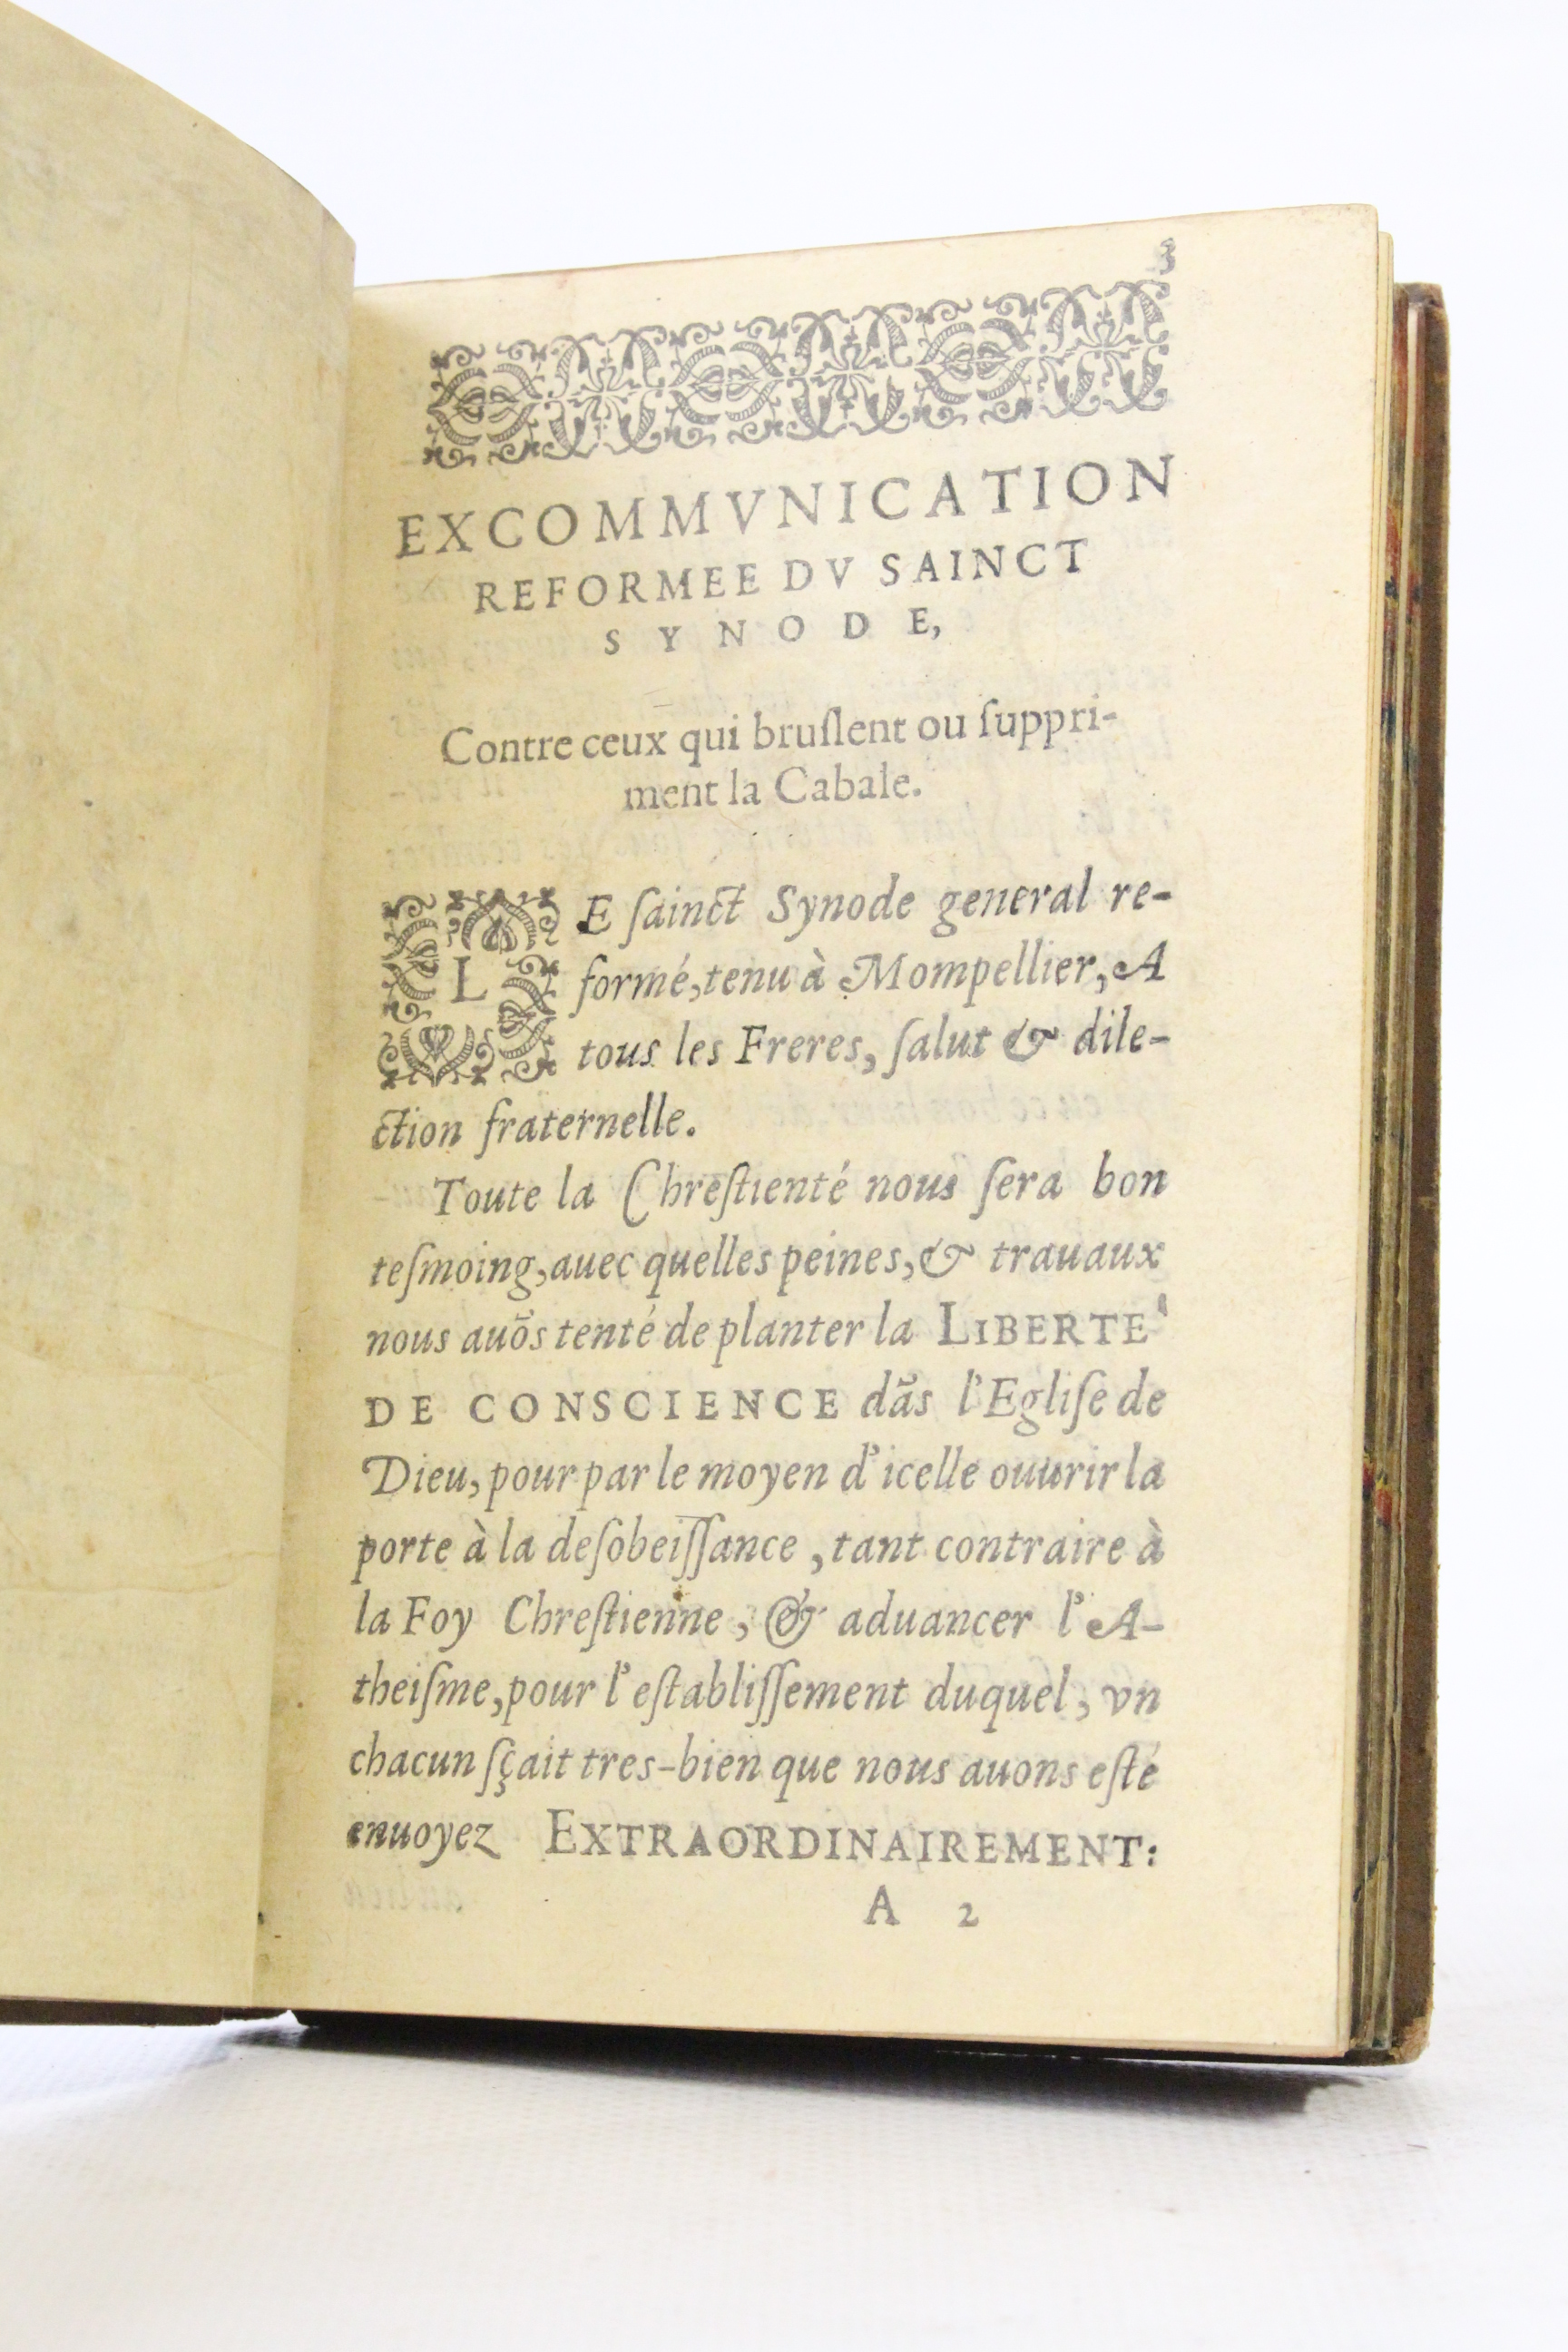 3
EXCOMMVNICATION
REFORMEE DV SAINCT
SYNODE,
Contre ceux qui bruſlent ou ſuppri-
ment la Cabale.
LE ſainct Synode general re-
formé, tenu à Mompellier, A
tous les Freres, ſalut & dile-
ction fraternelle.
Toute la Chreſtienté nous ſera bon
teſmoing, auec quelles peines, & trauaux
nous auõs tenté de planter la LIBERTE'
DE CONSCIENCE dãs l'Egliſe de
Dieu, pour par le moyen d'icelle ouurir la
porte à la deſobeiſſance, tant contraire à
la Foy Chreſtienne, & aduancer l'A-
theiſme, pour l'eſtabliſſement duquel, vn
chacun ſçait tres-bien que nous auons eſté
enuoyez EXTRAORDINAIREMENT:
A 2